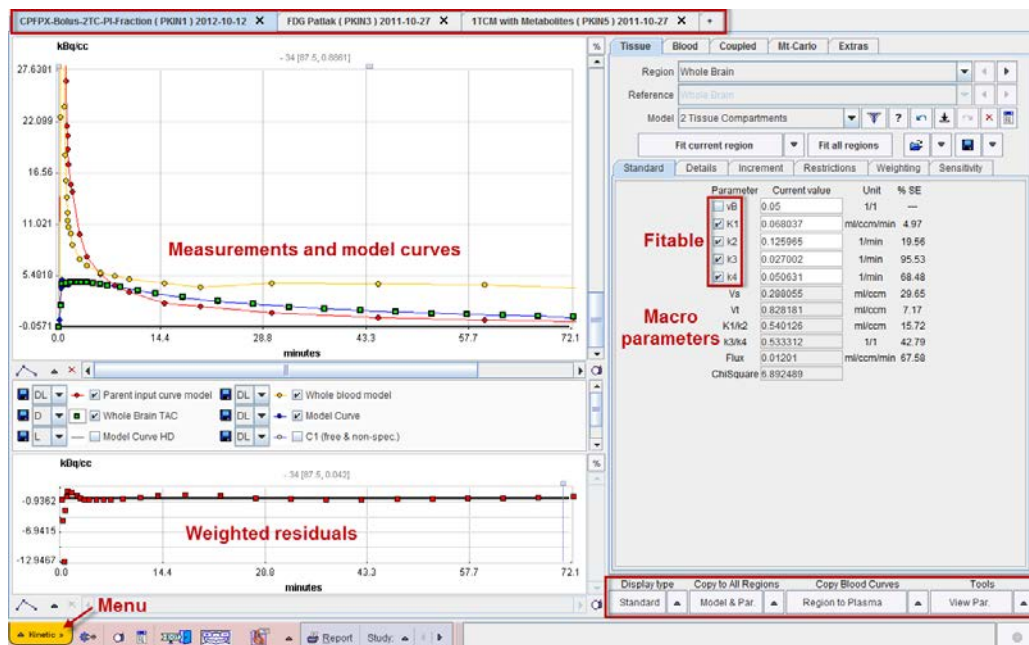 CPFPX-Bolus-2TC-PI-Fraction ( PKIN1 ) 2012-10-12 FDG Patlak ( PKIN3 ) 2011-10-27 1TCM with Metabolites ( PKIN5 ) 2011-10-27 +
kBq/cc
- 34 [87.5, 0.8661]
%
27.6381
22.099
16.56
11.021
5.4818
-0.0571
Measurements and model curves
0.0 14.4 28.8 43.3 57.7 72.1
minutes
DL Parent input curve model DL Whole blood model
D Whole Brain TAC DL Model Curve
L Model Curve HD DL C1 (free & non-spec.)
kBq/cc
- 34 [87.5, 0.042]
%
-0.9362
-6.9415
-12.9467
Weighted residuals
0.0 14.4 28.8 43.3 57.7 72.1
minutes
Menu
Kinetic Report Study:
Tissue Blood Coupled Mt-Carlo Extras
Region Whole Brain
Reference Whole Brain
Model 2 Tissue Compartments ?
Fit current region Fit all regions
Standard Details Increment Restrictions Weighting Sensitivity
Parameter Current value Unit % SE
vB 0.05 1/1 ---
K1 0.068037 ml/ccm/min 4.97
Fitable
k2 0.125965 1/min 19.56
k3 0.027002 1/min 95.53
k4 0.050631 1/min 68.48
Vs 0.288055 ml/ccm 29.65
Macro parameters
Vt 0.828181 ml/ccm 7.17
K1/k2 0.540126 ml/ccm 15.72
k3/k4 0.533312 1/1 42.79
Flux 0.01201 ml/ccm/min 67.58
ChiSquare 6.892489
Display type Copy to All Regions Copy Blood Curves Tools
Standard Model & Par. Region to Plasma View Par.